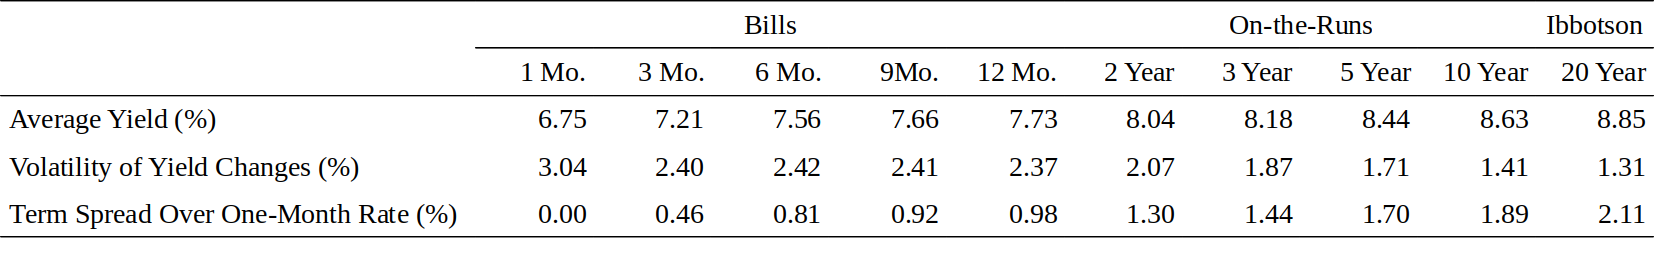 Bills On-the-Runs Ibbotson
1 Mo. 3 Mo. 6 Mo. 9Mo. 12 Mo. 2 Year 3 Year 5 Year 10 Year 20 Year
Average Yield (%) 6.75 7.21 7.56 7.66 7.73 8.04 8.18 8.44 8.63 8.85
Volatility of Yield Changes (%) 3.04 2.40 2.42 2.41 2.37 2.07 1.87 1.71 1.41 1.31
Term Spread Over One-Month Rate (%) 0.00 0.46 0.81 0.92 0.98 1.30 1.44 1.70 1.89 2.11